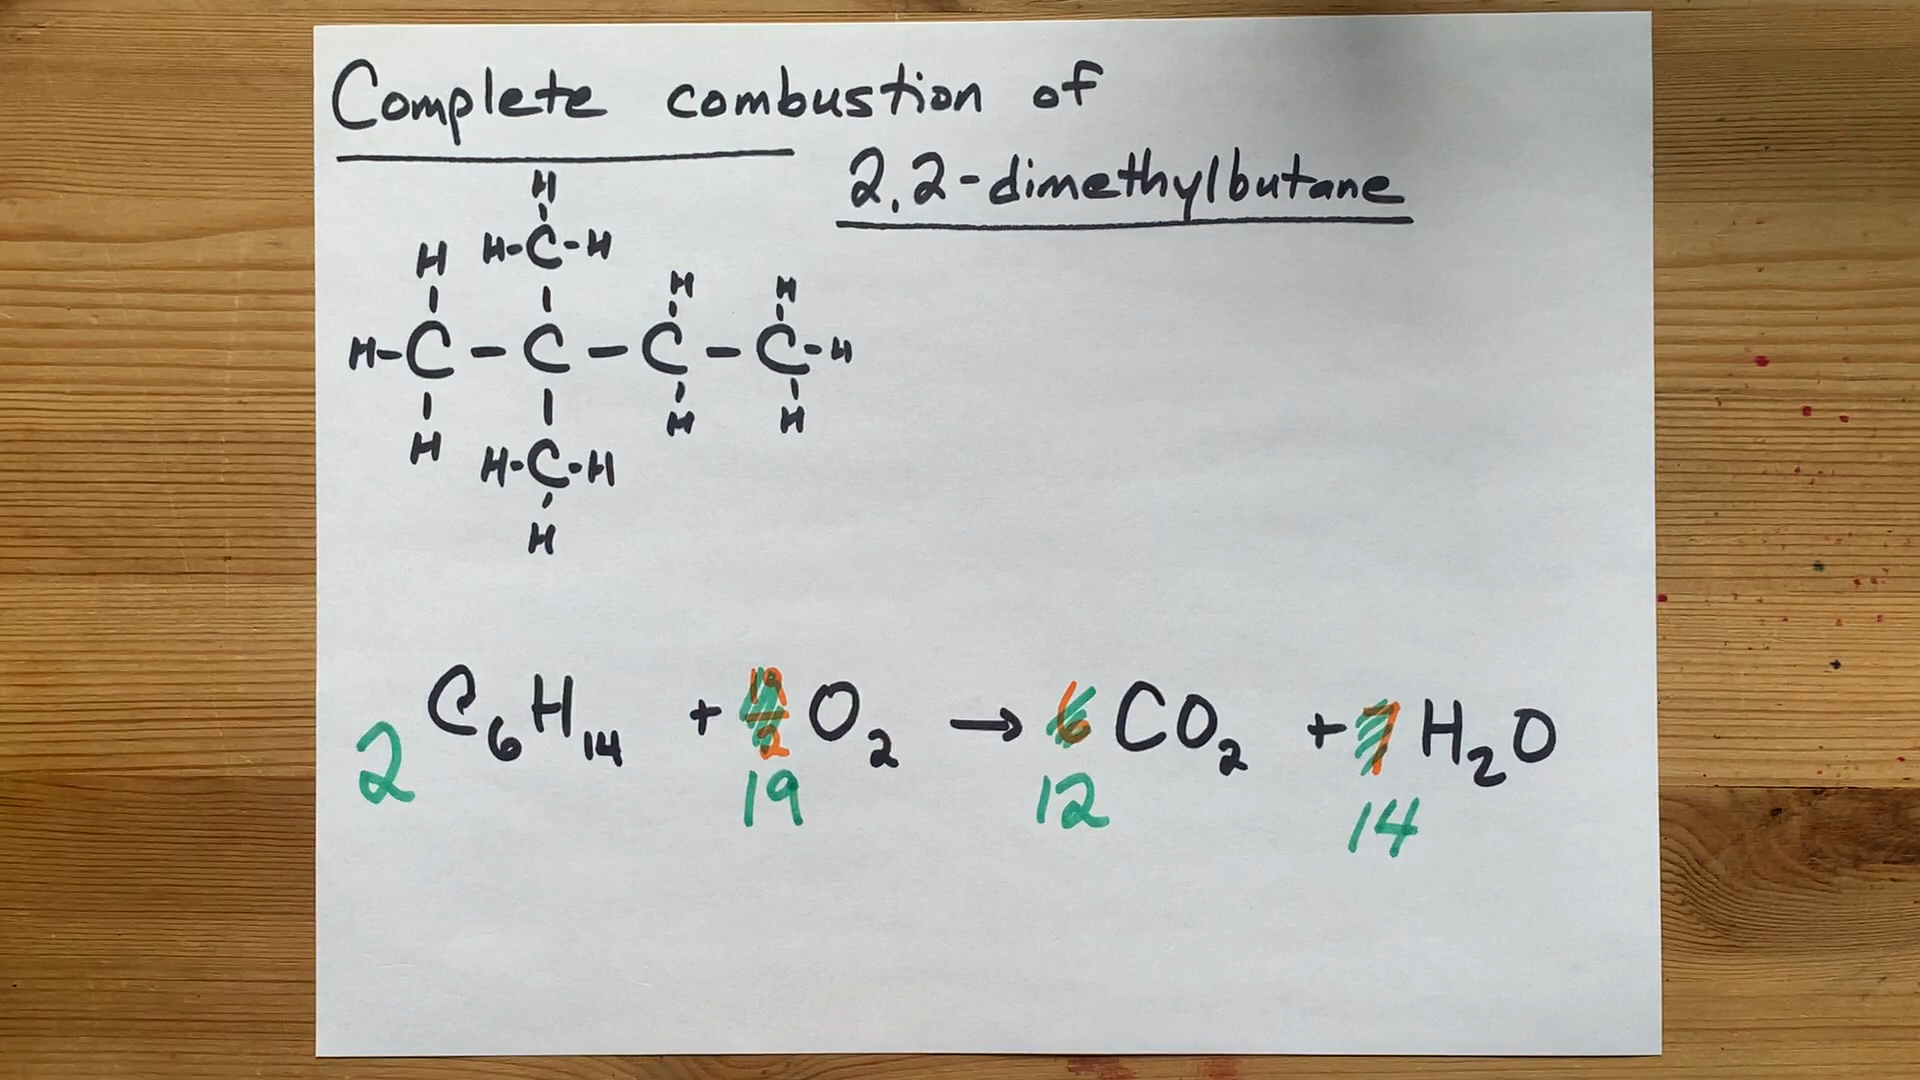 Complete combustion of
2,2-dimethylbutane
H
H H-C-H H H
H-C-C-C-C-H
H H-C-H H H
H
2 C₆H₁₄ + 19/2 O₂ → 6 CO₂ + 7 H₂O
19 12 14